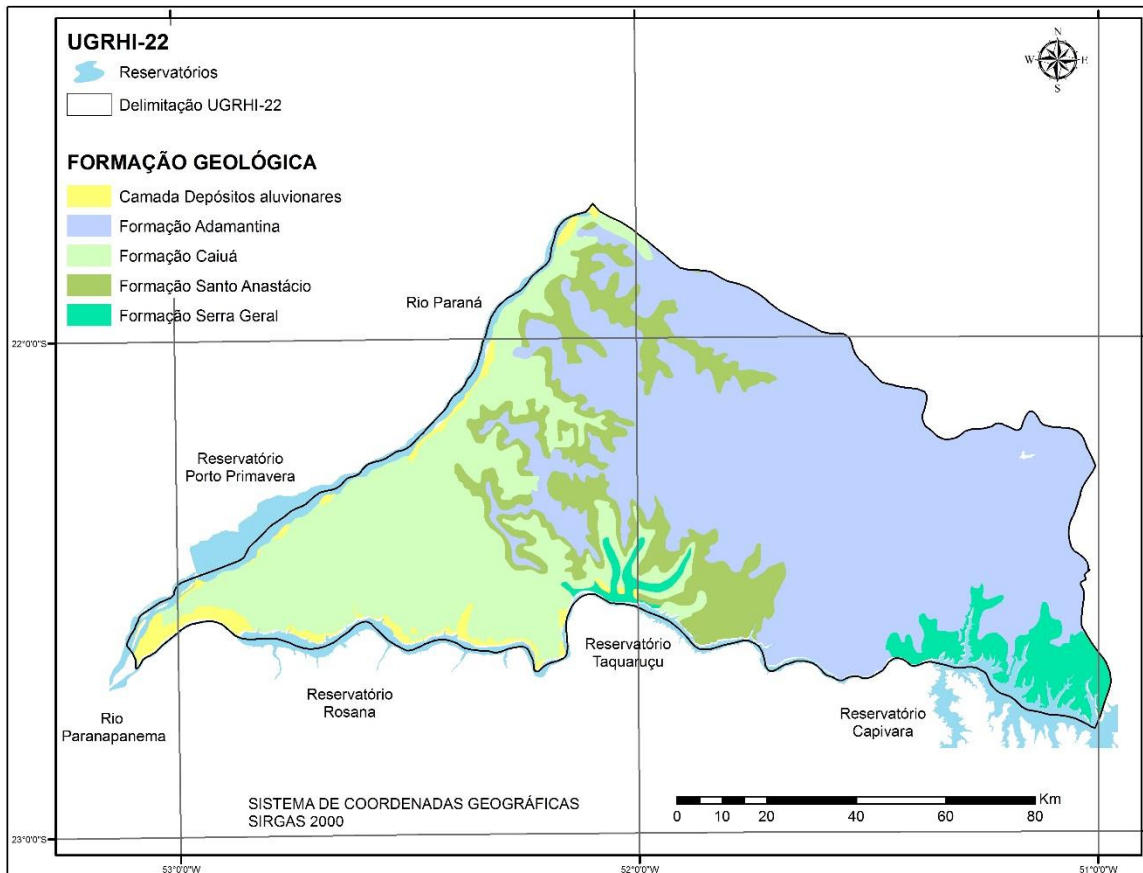 UGRHI-22
Reservatórios
Delimitação UGRHI-22
FORMAÇÃO GEOLÓGICA
Camada Depósitos aluvionares
Formação Adamantina
Formação Caiuá
Formação Santo Anastácio
Formação Serra Geral
N
W
E
S
Rio Paraná
22°0'0"S
Reservatório
Porto Primavera
Reservatório
Taquaruçu
Reservatório
Rosana
Rio
Paranapanema
Reservatório
Capivara
SISTEMA DE COORDENADAS GEOGRÁFICAS
SIRGAS 2000
Km
0 10 20 40 60 80
23°0'0"S
53°0'0"W
52°0'0"W
51°0'0"W